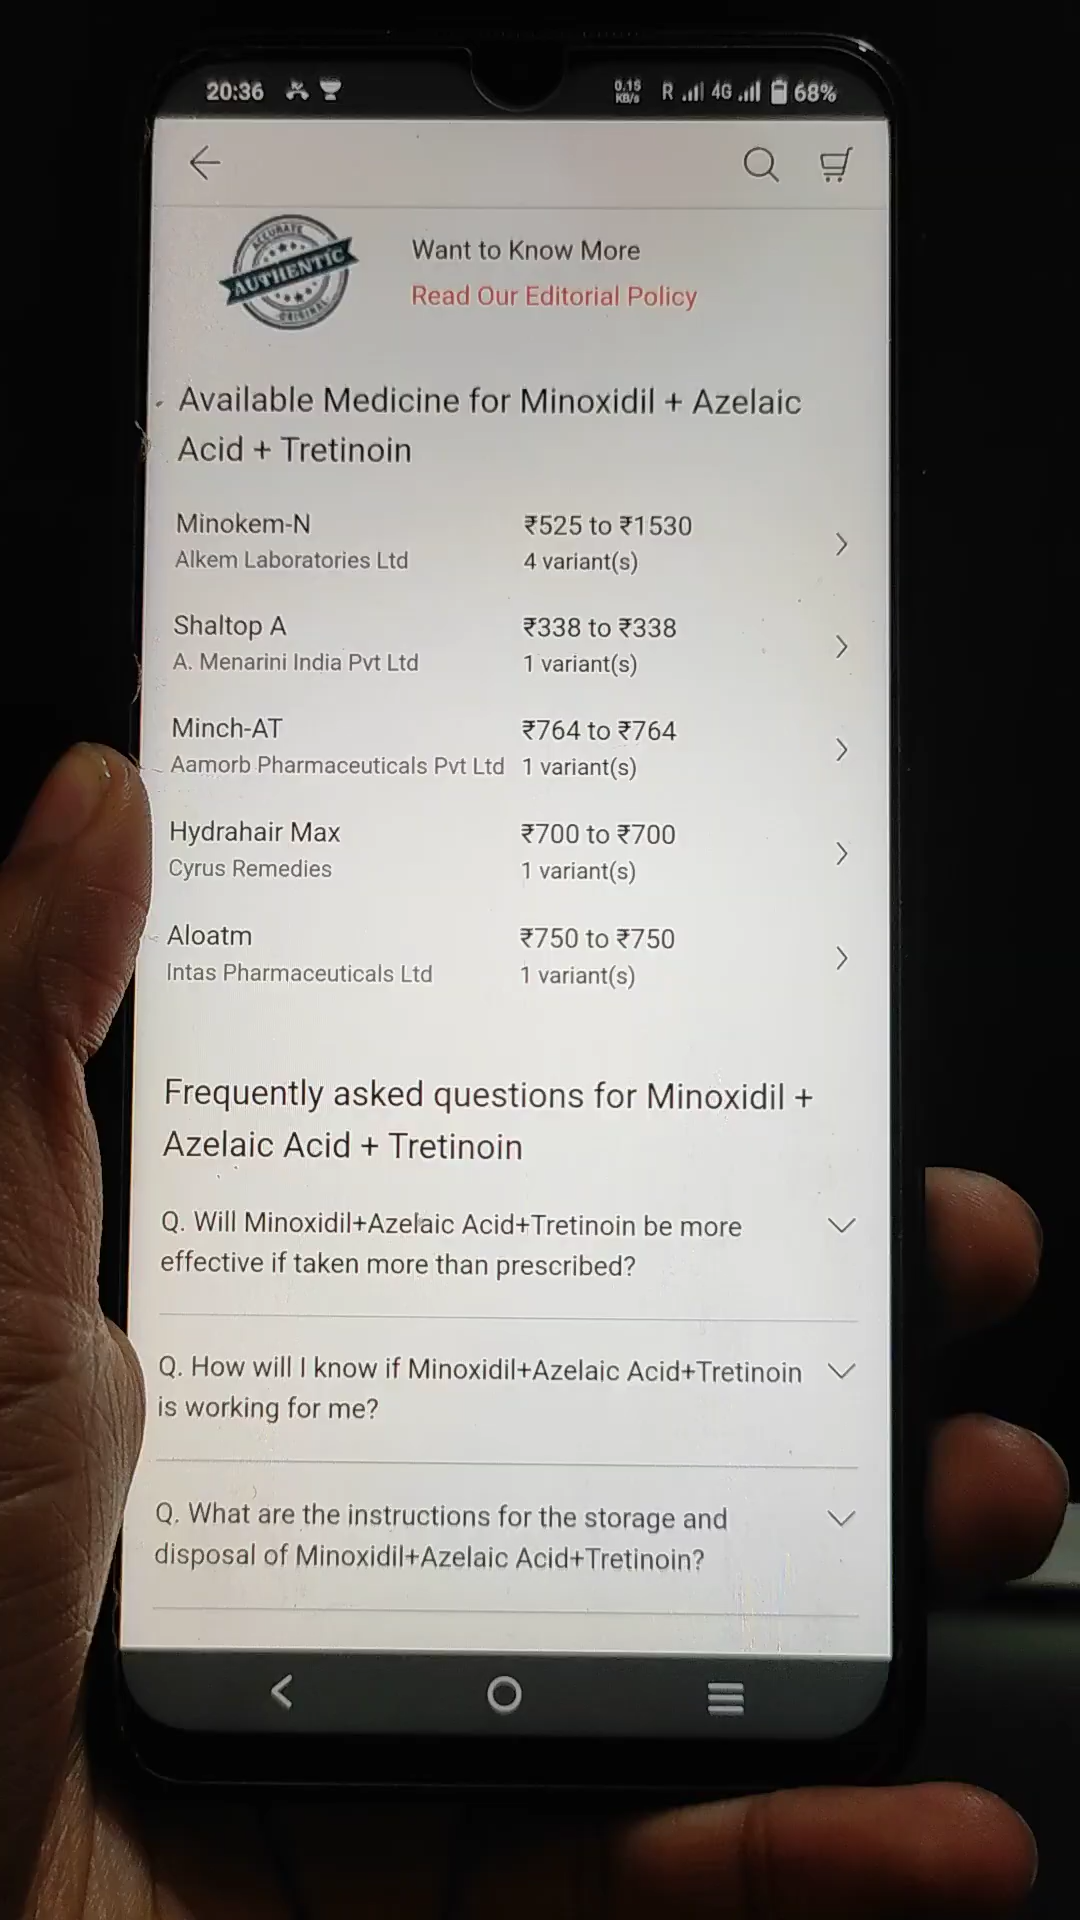 20:36 0.15 KB/s R 4G 68%
ACCURATE
AUTHENTIC
ORIGINAL
Want to Know More
Read Our Editorial Policy
Available Medicine for Minoxidil + Azelaic
Acid + Tretinoin
Minokem-N ₹525 to ₹1530
Alkem Laboratories Ltd 4 variant(s)
Shaltop A ₹338 to ₹338
A. Menarini India Pvt Ltd 1 variant(s)
Minch-AT ₹764 to ₹764
Aamorb Pharmaceuticals Pvt Ltd 1 variant(s)
Hydrahair Max ₹700 to ₹700
Cyrus Remedies 1 variant(s)
Aloatm ₹750 to ₹750
Intas Pharmaceuticals Ltd 1 variant(s)
Frequently asked questions for Minoxidil +
Azelaic Acid + Tretinoin
Q. Will Minoxidil+Azelaic Acid+Tretinoin be more
effective if taken more than prescribed?
Q. How will I know if Minoxidil+Azelaic Acid+Tretinoin
is working for me?
Q. What are the instructions for the storage and
disposal of Minoxidil+Azelaic Acid+Tretinoin?